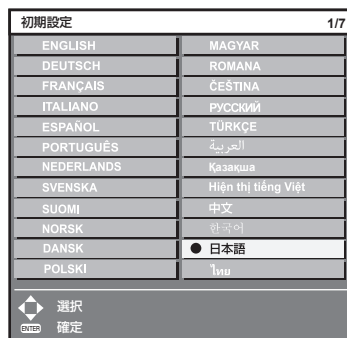 初期設定 1/7
ENGLISH
DEUTSCH
FRANÇAIS
ITALIANO
ESPAÑOL
PORTUGUÊS
NEDERLANDS
SVENSKA
SUOMI
NORSK
DANSK
POLSKI
MAGYAR
ROMANA
ČEŠTINA
РУССКИЙ
TÜRKÇE
العربية
Қазақша
Hiện thị tiếng Việt
中文
한국어
日本語
ไทย
選択
ENTER 確定